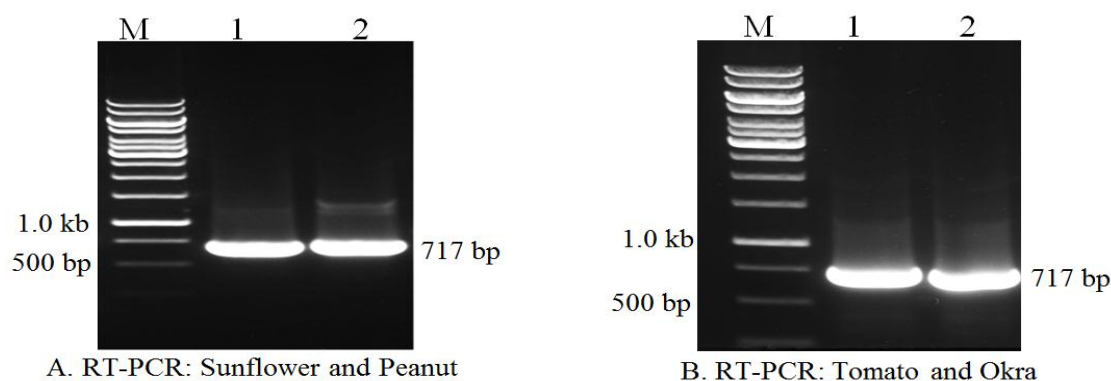 M 1 2
1.0 kb
500 bp
717 bp
A. RT-PCR: Sunflower and Peanut
M 1 2
1.0 kb
500 bp
717 bp
B. RT-PCR: Tomato and Okra